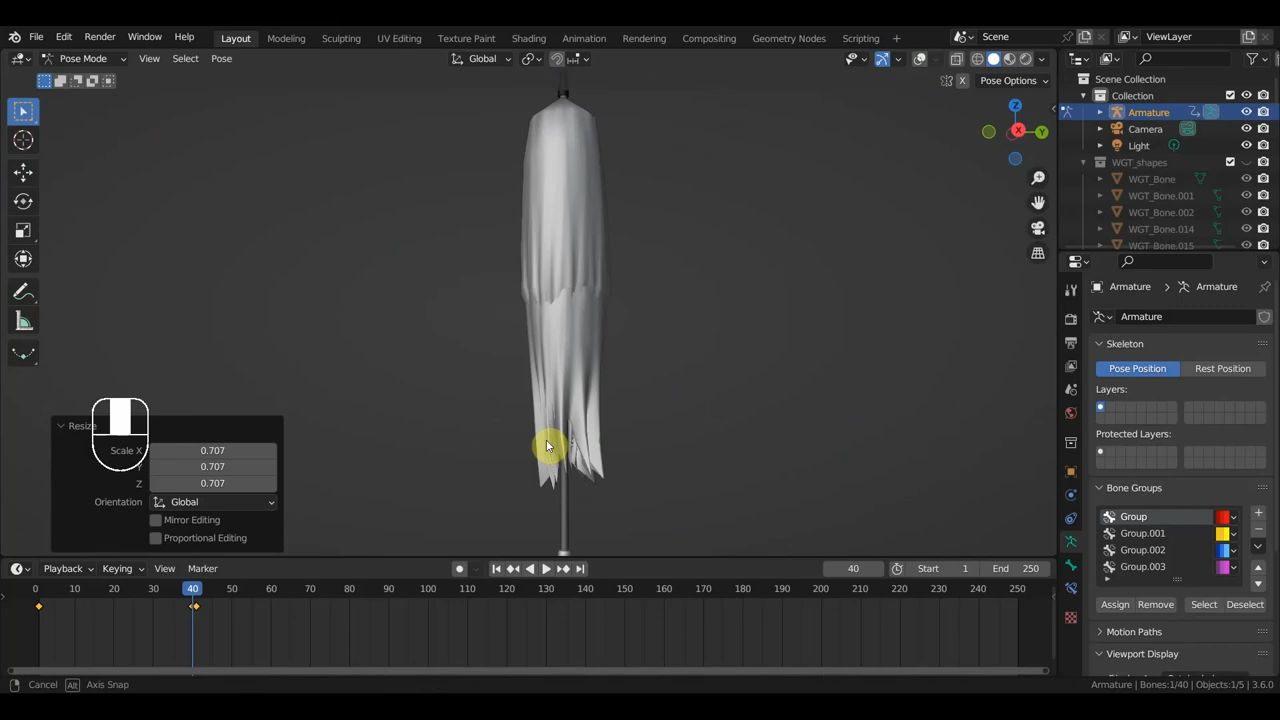 File Edit Render Window Help Layout Modeling Sculpting UV Editing Texture Paint Shading Animation Rendering Compositing Geometry Nodes Scripting + Scene ViewLayer
Pose Mode View Select Pose Global
X Pose Options
Scene Collection
Collection
Armature
Camera
Light
WGT_shapes
WGT_Bone
WGT_Bone.001
WGT_Bone.002
WGT_Bone.014
WGT_Bone.015
Z
X
Y
Armature > Armature
Armature
Skeleton
Pose Position Rest Position
Layers:
Protected Layers:
Bone Groups
Group
Group.001
Group.002
Group.003
Assign Remove Select Deselect
Motion Paths
Viewport Display
Resize
Scale X 0.707
0.707
Z 0.707
Orientation Global
Mirror Editing
Proportional Editing
Playback Keying View Marker 40 Start 1 End 250
0 10 20 30 40 50 60 70 80 90 100 110 120 130 140 150 160 170 180 190 200 210 220 230 240 250
Cancel Alt Axis Snap Armature | Bones:1/40 | Objects:1/5 | 3.6.0